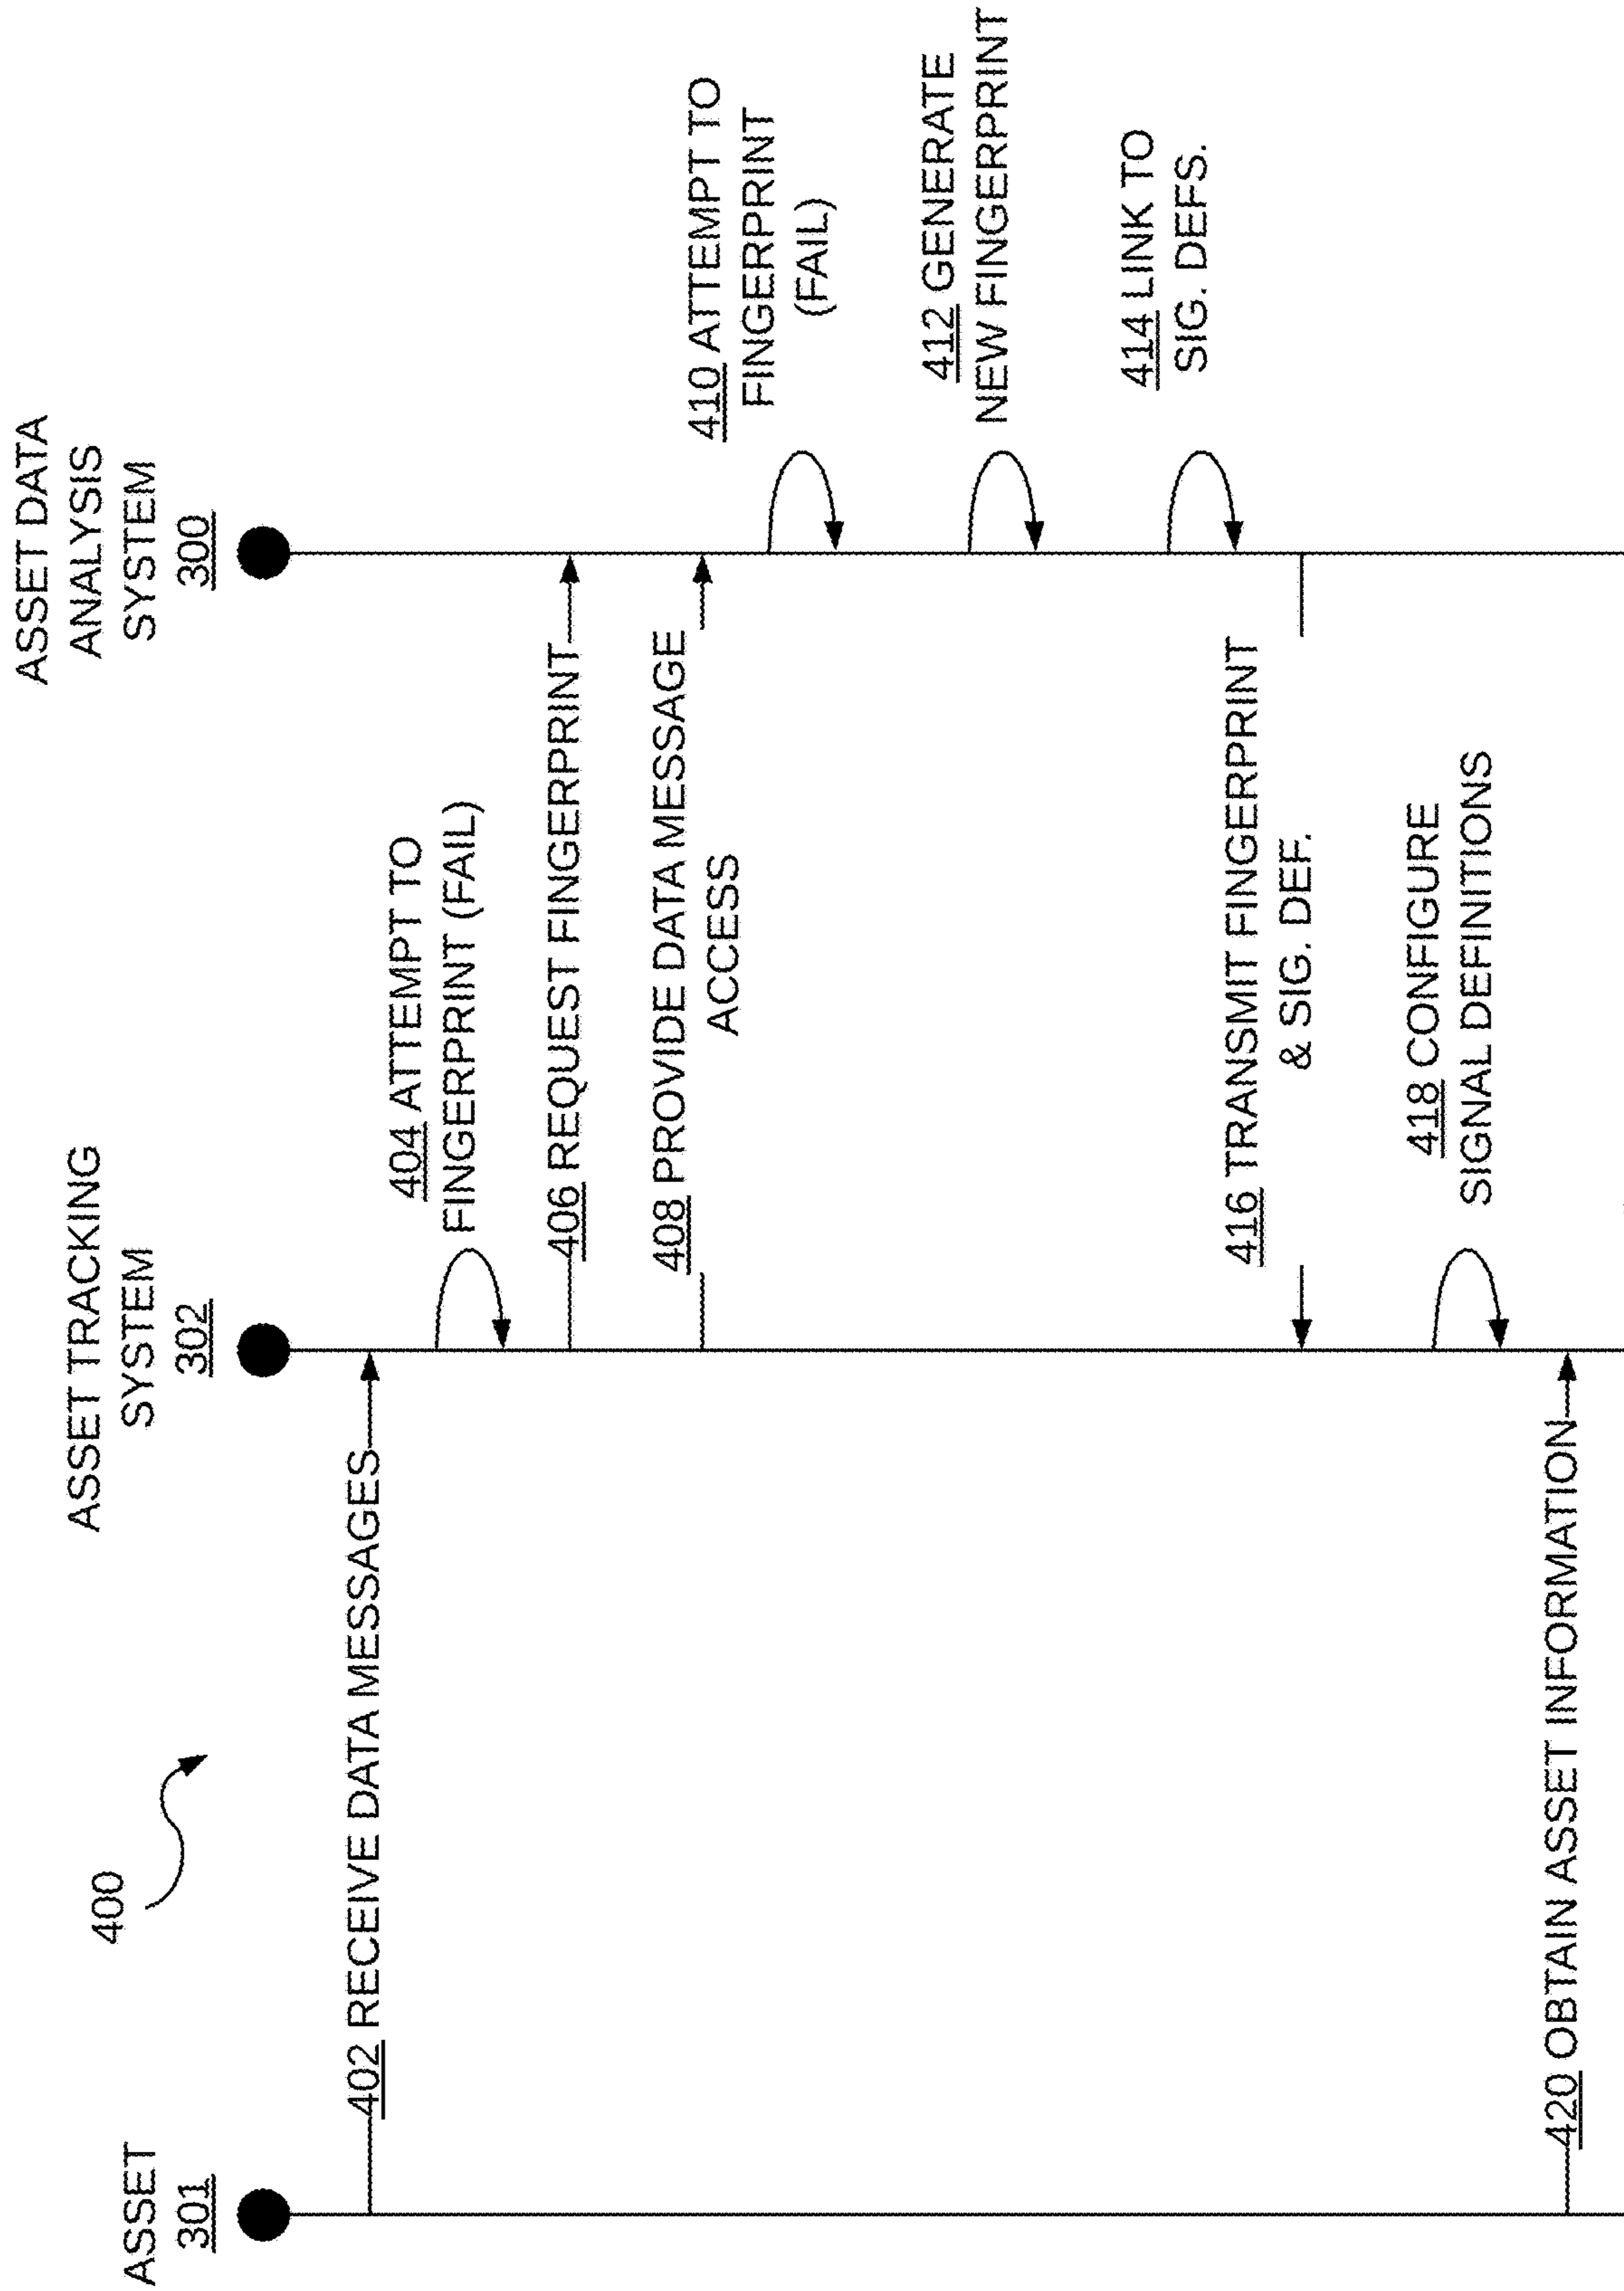 400
ASSET
301
ASSET TRACKING
SYSTEM
302
ASSET DATA
ANALYSIS
SYSTEM
300
402 RECEIVE DATA MESSAGES
404 ATTEMPT TO
FINGERPRINT (FAIL)
406 REQUEST FINGERPRINT
408 PROVIDE DATA MESSAGE
ACCESS
410 ATTEMPT TO
FINGERPRINT
(FAIL)
412 GENERATE
NEW FINGERPRINT
414 LINK TO
SIG. DEFS.
416 TRANSMIT FINGERPRINT
& SIG. DEF.
418 CONFIGURE
SIGNAL DEFINITIONS
420 OBTAIN ASSET INFORMATION